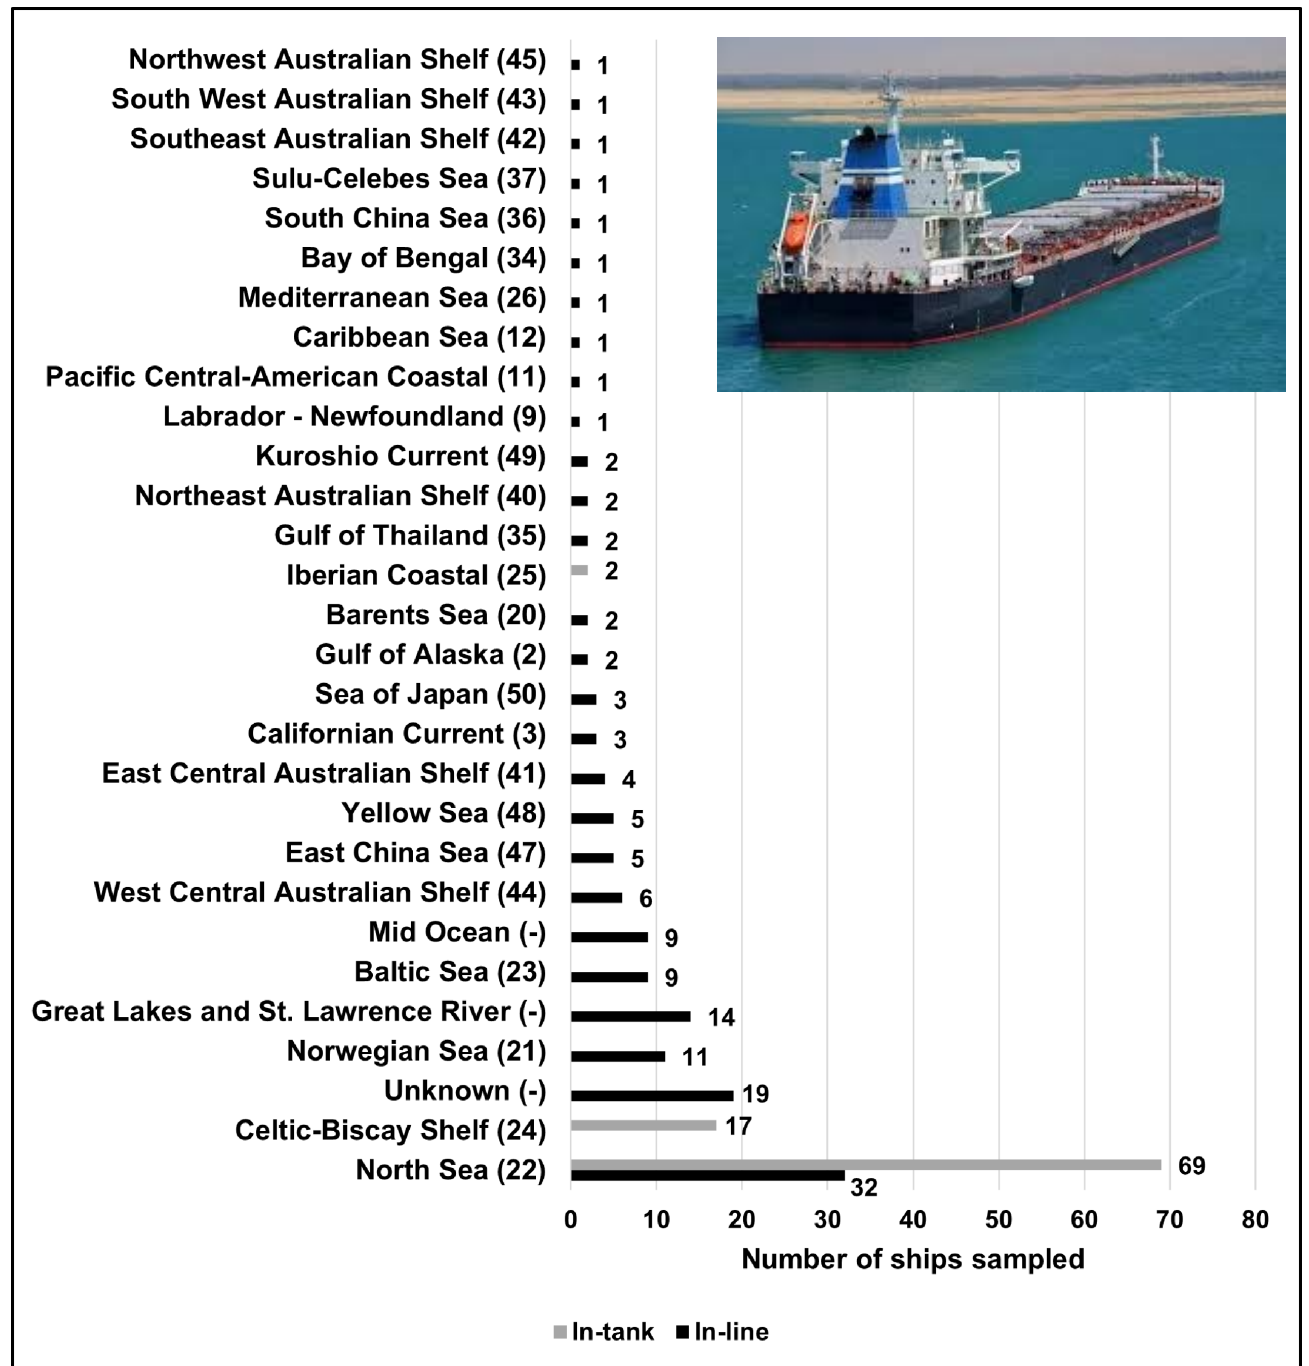 Northwest Australian Shelf (45) 1
South West Australian Shelf (43) 1
Southeast Australian Shelf (42) 1
Sulu-Celebes Sea (37) 1
South China Sea (36) 1
Bay of Bengal (34) 1
Mediterranean Sea (26) 1
Caribbean Sea (12) 1
Pacific Central-American Coastal (11) 1
Labrador - Newfoundland (9) 1
Kuroshio Current (49) 2
Northeast Australian Shelf (40) 2
Gulf of Thailand (35) 2
Iberian Coastal (25) 2
Barents Sea (20) 2
Gulf of Alaska (2) 2
Sea of Japan (50) 3
Californian Current (3) 3
East Central Australian Shelf (41) 4
Yellow Sea (48) 5
East China Sea (47) 5
West Central Australian Shelf (44) 6
Mid Ocean (-) 9
Baltic Sea (23) 9
Great Lakes and St. Lawrence River (-) 14
Norwegian Sea (21) 11
Unknown (-) 19
Celtic-Biscay Shelf (24) 17
North Sea (22) 69
32
0 10 20 30 40 50 60 70 80
Number of ships sampled
In-tank In-line